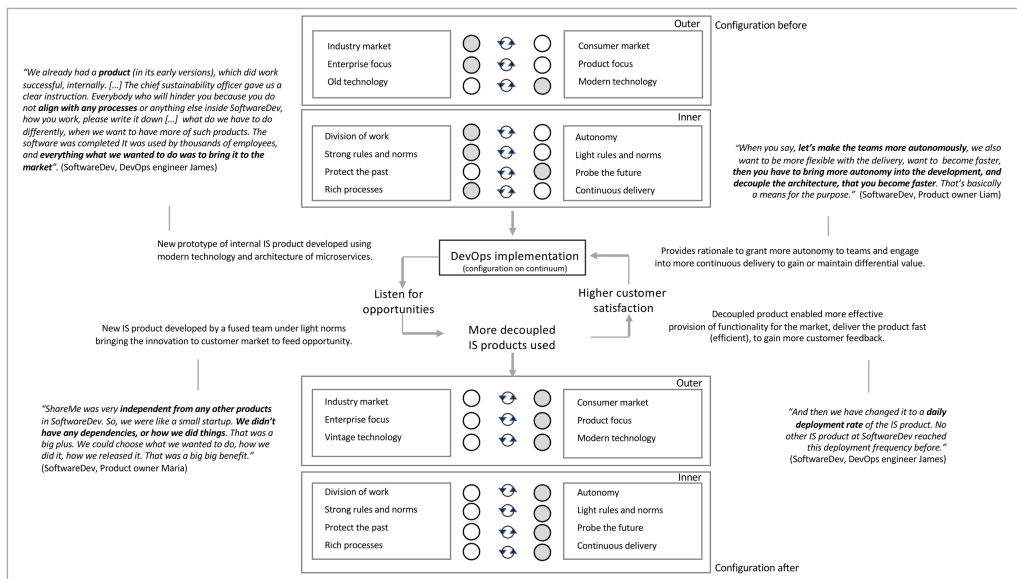 Outer
Configuration before
Industry market
Enterprise focus
Old technology
Consumer market
Product focus
Modern technology
Inner
Division of work
Strong rules and norms
Protect the past
Rich processes
Autonomy
Light rules and norms
Probe the future
Continuous delivery
"We already had a product (in its early versions), which did work
successful, internally. [...] The chief sustainability officer gave us a
clear instruction. Everybody who will hinder you because you do
not align with any processes or anything else inside SoftwareDev,
how you work, please write it down [...] what do we have to do
differently, when we want to have more of such products. The
software was completed It was used by thousands of employees,
and everything what we wanted to do was to bring it to the
market". (SoftwareDev, DevOps engineer James)
"When you say, let's make the teams more autonomously, we also
want to be more flexible with the delivery, want to become faster,
then you have to bring more autonomy into the development, and
decouple the architecture, that you become faster. That's basically
a means for the purpose." (SoftwareDev, Product owner Liam)
New prototype of internal IS product developed using
modern technology and architecture of microservices.
DevOps implementation
(configuration on continuum)
Provides rationale to grant more autonomy to teams and engage
into more continuous delivery to gain or maintain differential value.
Listen for
opportunities
Higher customer
satisfaction
New IS product developed by a fused team under light norms
bringing the innovation to customer market to feed opportunity.
More decoupled
IS products used
Decoupled product enabled more effective
provision of functionality for the market, deliver the product fast
(efficient), to gain more customer feedback.
Outer
Industry market
Enterprise focus
Vintage technology
Consumer market
Product focus
Modern technology
"ShareMe was very independent from any other products
in SoftwareDev. So, we were like a small startup. We didn't
have any dependencies, or how we did things. That was a
big plus. We could choose what we wanted to do, how we
did it, how we released it. That was a big big benefit."
(SoftwareDev, Product owner Maria)
"And then we have changed it to a daily
deployment rate of the IS product. No
other IS product at SoftwareDev reached
this deployment frequency before."
(SoftwareDev, DevOps engineer James)
Inner
Division of work
Strong rules and norms
Protect the past
Rich processes
Autonomy
Light rules and norms
Probe the future
Continuous delivery
Configuration after